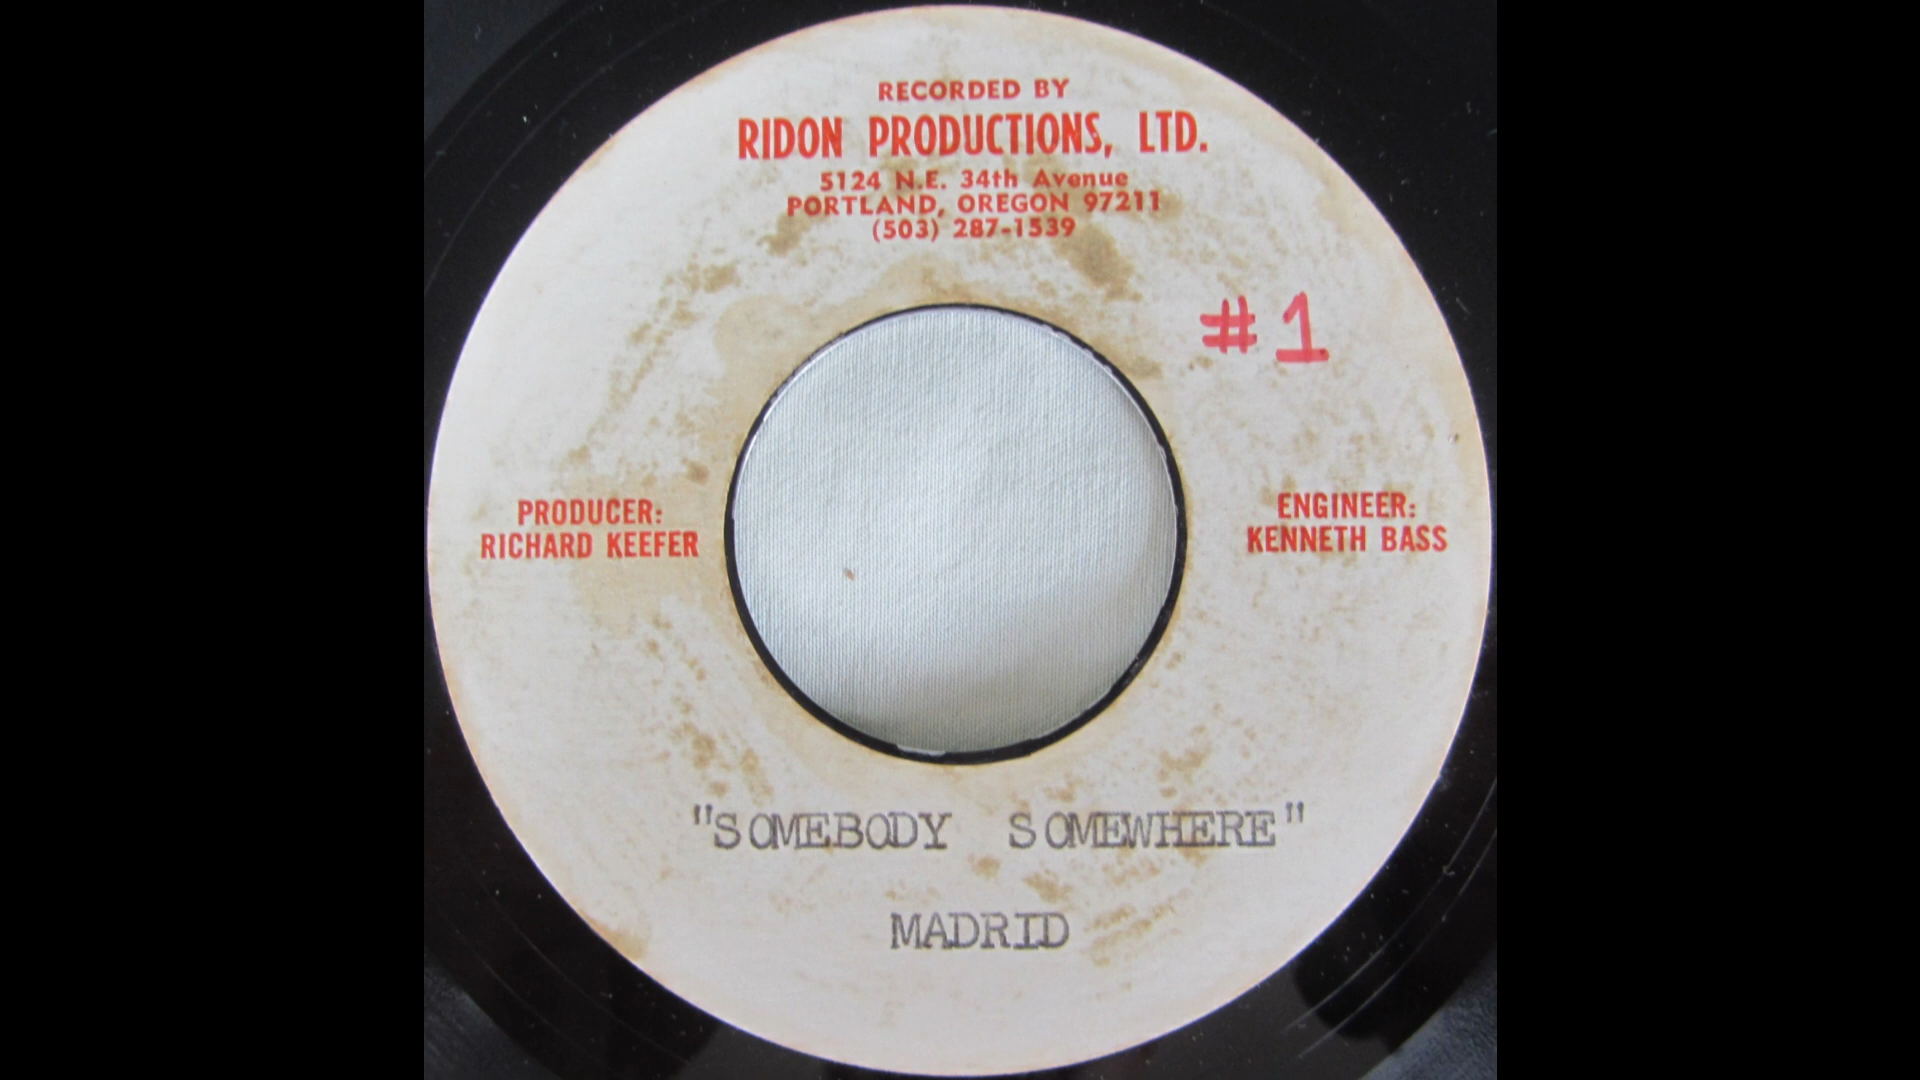 RECORDED BY
RIDON PRODUCTIONS, LTD.
5124 N.E. 34th Avenue
PORTLAND, OREGON 97211
(503) 287-1539
#1
PRODUCER:
RICHARD KEEFER
ENGINEER:
KENNETH BASS
"SOMEBODY SOMEWHERE"
MADRID